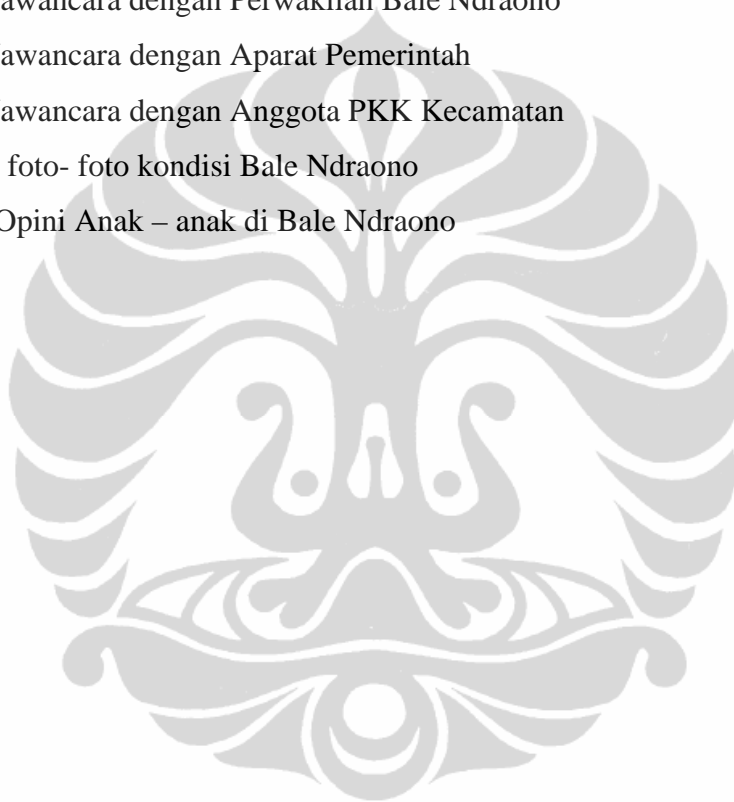 awancara dengan Perwakilan Bale Ndraono
awancara dengan Aparat Pemerintah
awancara dengan Anggota PKK Kecamatan
foto- foto kondisi Bale Ndraono
Opini Anak – anak di Bale Ndraono